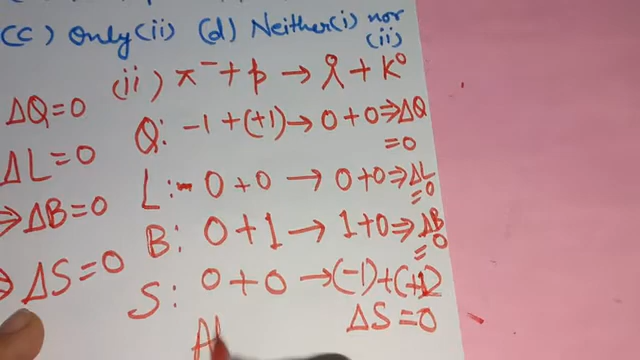 (c) Only (ii) (d) Neither (i) nor (ii)
(ii) π⁻ + p → λ + K⁰
ΔQ=0
Q: -1 + (+1) → 0 + 0 ⇒ ΔQ = 0
ΔL=0
L: - 0 + 0 → 0 + 0 ⇒ ΔL = 0
⇒ ΔB=0
B: 0 + 1 → 1 + 0 ⇒ ΔB = 0
⇒ ΔS=0
S: 0 + 0 → (-1) + (+1)
ΔS = 0